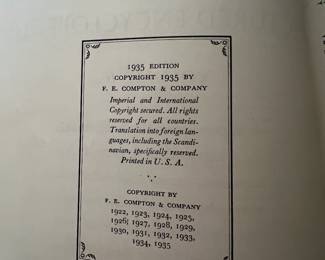 1935 EDITION
COPYRIGHT 1935 BY
F. E. COMPTON & COMPANY
Imperial and International
Copyright secured. All rights
reserved for all countries.
Translation into foreign lan-
guages, including the Scandi-
navian, specifically reserved.
Printed in U. S. A.
COPYRIGHT BY
F. E. COMPTON & COMPANY
1922, 1923, 1924, 1925,
1926, 1927, 1928, 1929,
1930, 1931, 1932, 1933,
1934, 1935